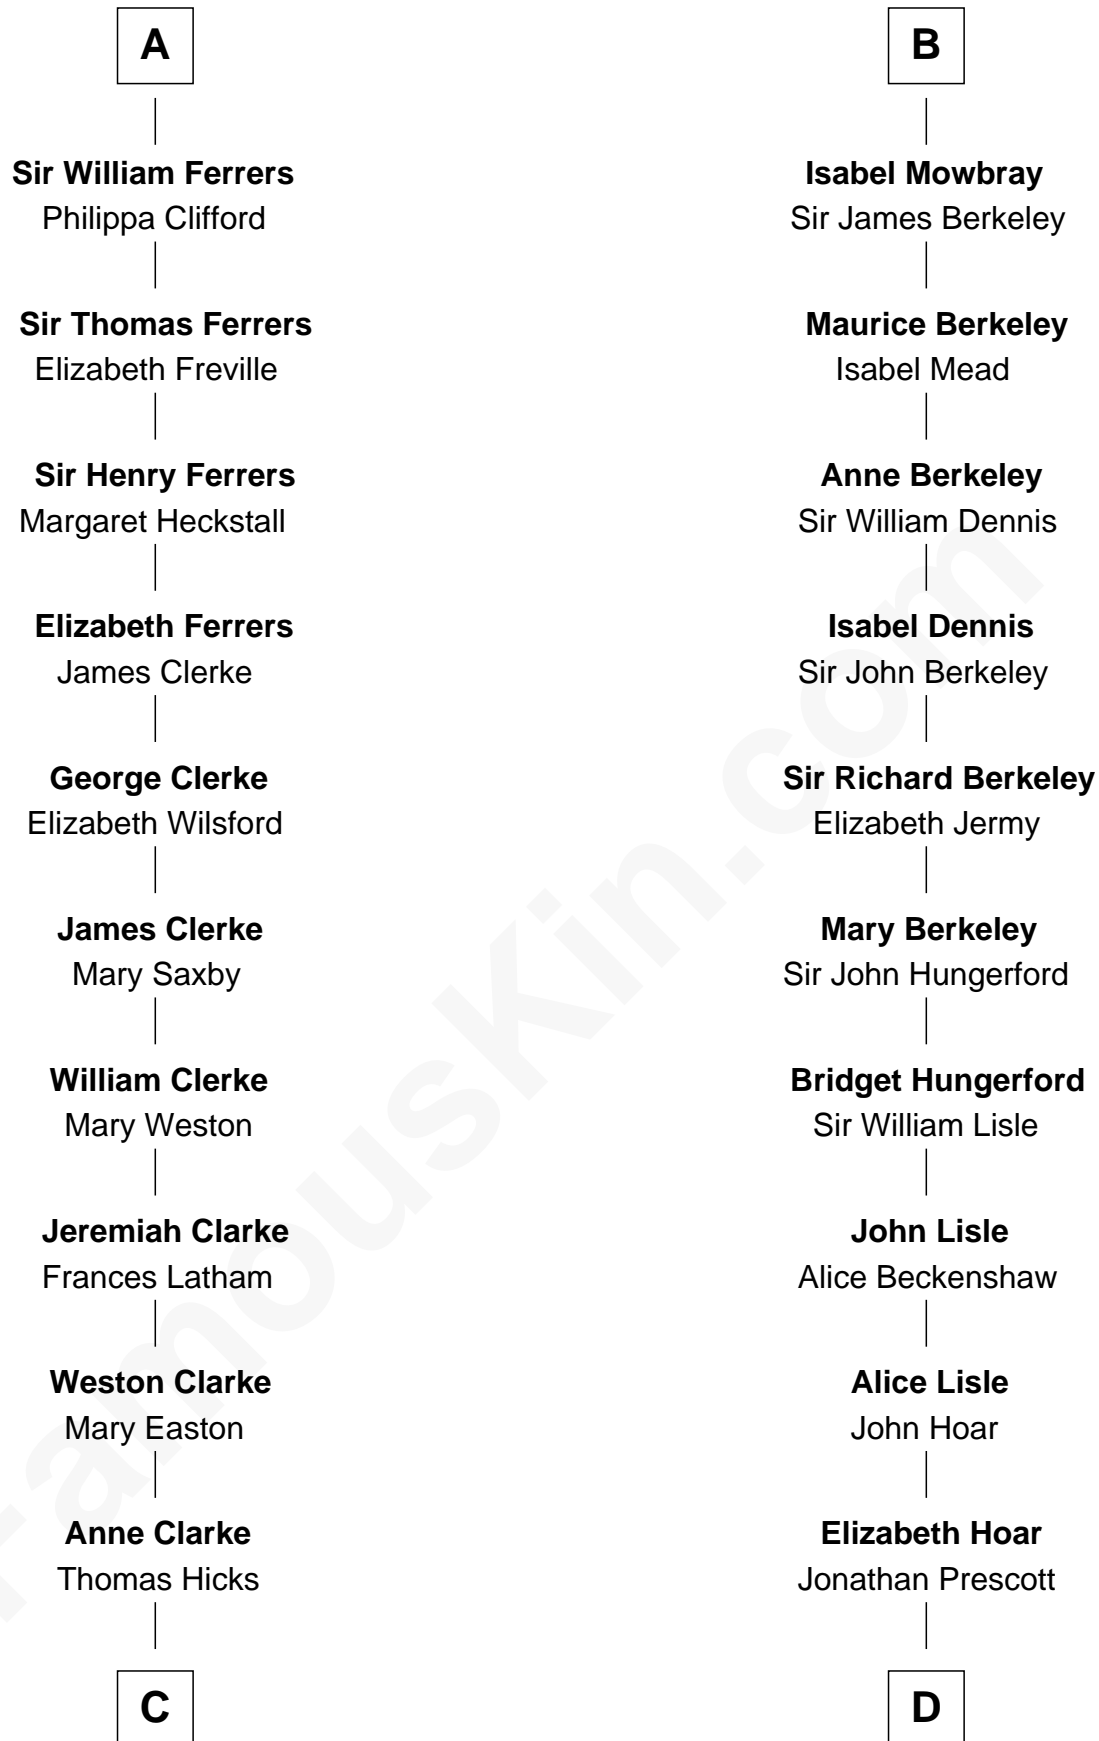 A
Sir William Ferrers
Philippa Clifford
Sir Thomas Ferrers
Elizabeth Freville
Sir Henry Ferrers
Margaret Heckstall
Elizabeth Ferrers
James Clerke
George Clerke
Elizabeth Wilsford
James Clerke
Mary Saxby
William Clerke
Mary Weston
Jeremiah Clarke
Frances Latham
Weston Clarke
Mary Easton
Anne Clarke
Thomas Hicks
C
B
Isabel Mowbray
Sir James Berkeley
Maurice Berkeley
Isabel Mead
Anne Berkeley
Sir William Dennis
Isabel Dennis
Sir John Berkeley
Sir Richard Berkeley
Elizabeth Jermy
Mary Berkeley
Sir John Hungerford
Bridget Hungerford
Sir William Lisle
John Lisle
Alice Beckenshaw
Alice Lisle
John Hoar
Elizabeth Hoar
Jonathan Prescott
D
FamousKin.com